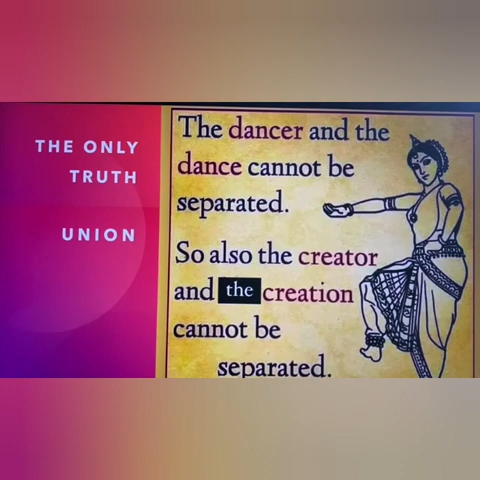 THE ONLY
TRUTH
UNION
The dancer and the
dance cannot be
separated.
So also the creator
and the creation
cannot be
separated.